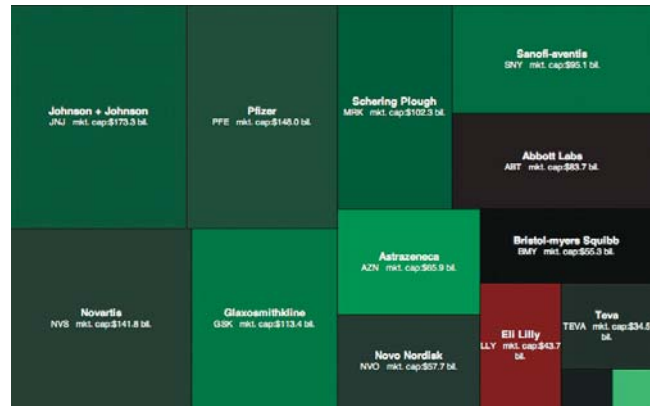 Johnson + Johnson
JNJ mkt. cap:$173.3 bil.
Pfizer
PFE mkt. cap:$148.0 bil.
Schering Plough
MRK mkt. cap:$102.3 bil.
Sanofi-aventis
SNY mkt. cap:$95.1 bil.
Abbott Labs
ABT mkt. cap:$83.7 bil.
Novartis
NVS mkt. cap:$141.8 bil.
Glaxosmithkline
GSK mkt. cap:$113.4 bil.
Astrazeneca
AZN mkt. cap:$65.9 bil.
Bristol-myers Squibb
BMY mkt. cap:$55.3 bil.
Novo Nordisk
NVO mkt. cap:$57.7 bil.
Eli Lilly
LLY mkt. cap:$43.7
bil.
Teva
TEVA mkt. cap:$34.5
bil.